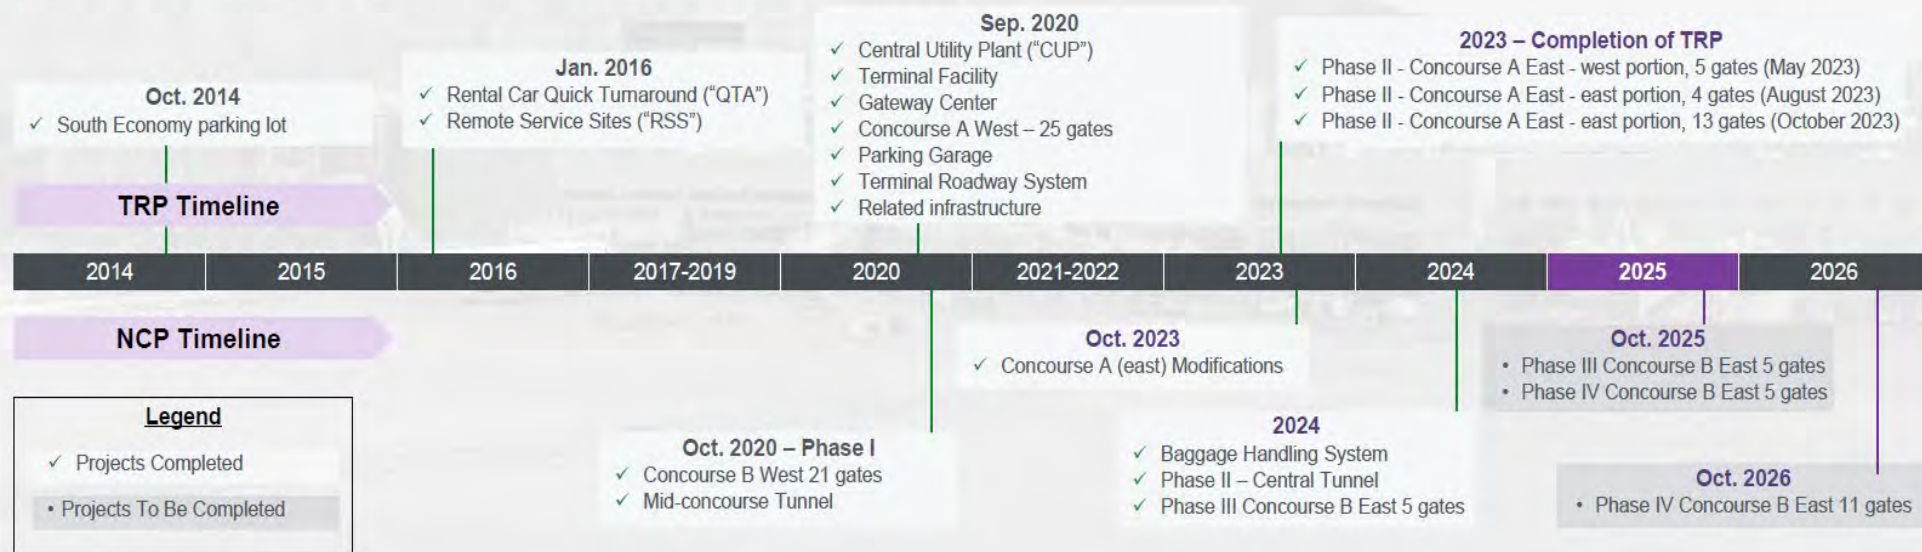 Oct. 2014
✓ South Economy parking lot
Jan. 2016
✓ Rental Car Quick Turnaround (“QTA”)
✓ Remote Service Sites (“RSS”)
Sep. 2020
✓ Central Utility Plant (“CUP”)
✓ Terminal Facility
✓ Gateway Center
✓ Concourse A West – 25 gates
✓ Parking Garage
✓ Terminal Roadway System
✓ Related infrastructure
2023 – Completion of TRP
✓ Phase II - Concourse A East - west portion, 5 gates (May 2023)
✓ Phase II - Concourse A East - east portion, 4 gates (August 2023)
✓ Phase II - Concourse A East - east portion, 13 gates (October 2023)
TRP Timeline
2014 2015 2016 2017-2019 2020 2021-2022 2023 2024 2025 2026
NCP Timeline
Oct. 2020 – Phase I
✓ Concourse B West 21 gates
✓ Mid-concourse Tunnel
Oct. 2023
✓ Concourse A (east) Modifications
2024
✓ Baggage Handling System
✓ Phase II – Central Tunnel
✓ Phase III Concourse B East 5 gates
Oct. 2025
• Phase III Concourse B East 5 gates
• Phase IV Concourse B East 5 gates
Oct. 2026
• Phase IV Concourse B East 11 gates
Legend
✓ Projects Completed
• Projects To Be Completed